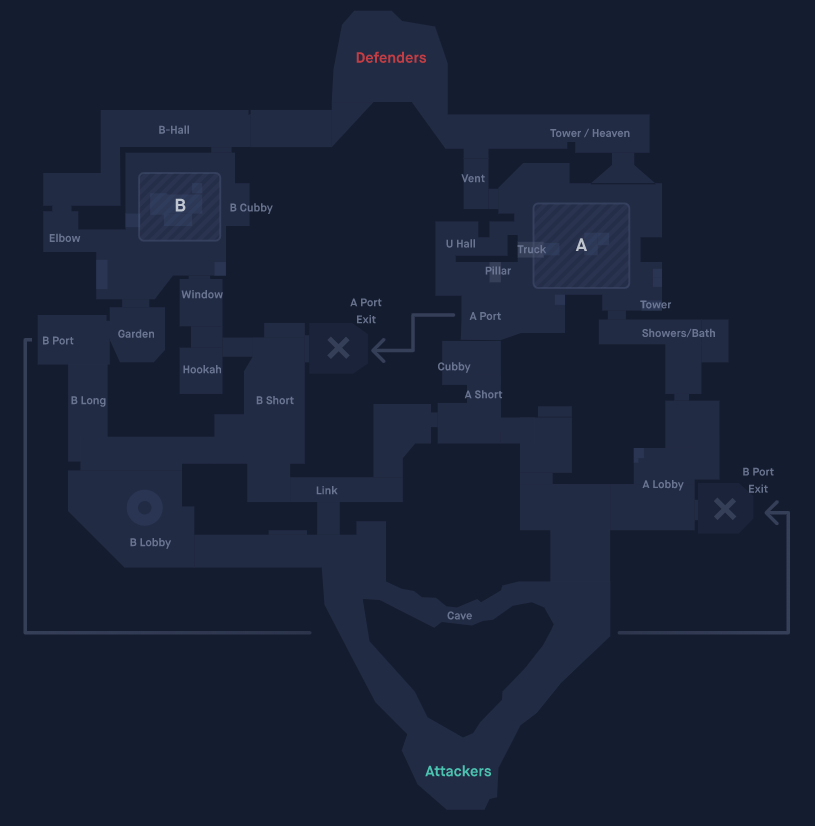 Defenders
B-Hall
Tower / Heaven
Vent
B
B Cubby
Elbow
U Hall
Truck
A
Pillar
Window
A Port
Exit
Tower
A Port
B Port
Garden
Showers/Bath
Hookah
Cubby
A Short
B Long
B Short
Link
A Lobby
B Port
Exit
B Lobby
Cave
Attackers